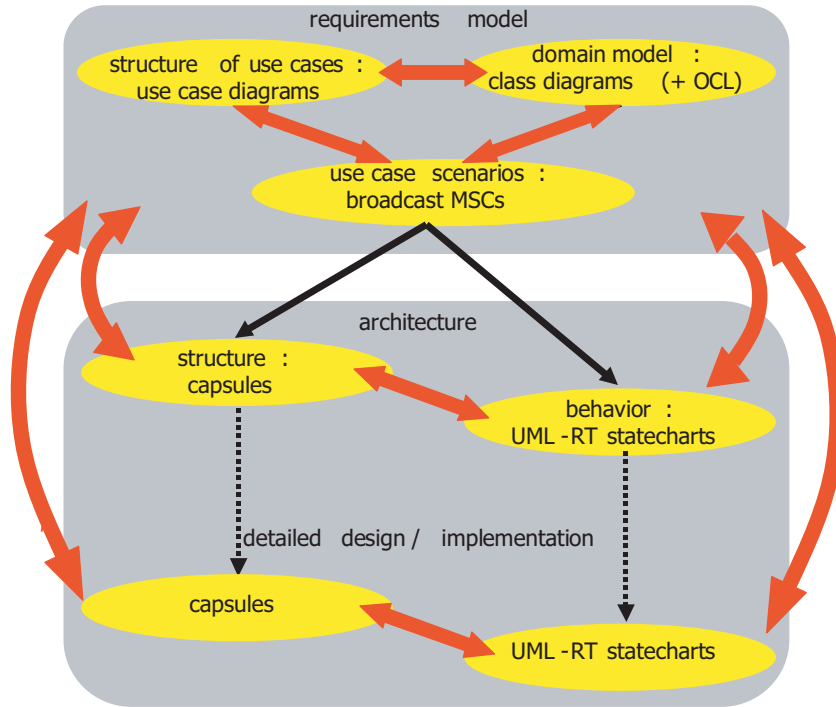 requirements model
structure of use cases :
use case diagrams
domain model :
class diagrams (+ OCL)
use case scenarios :
broadcast MSCs
architecture
structure :
capsules
behavior :
UML -RT statecharts
detailed design / implementation
capsules
UML -RT statecharts